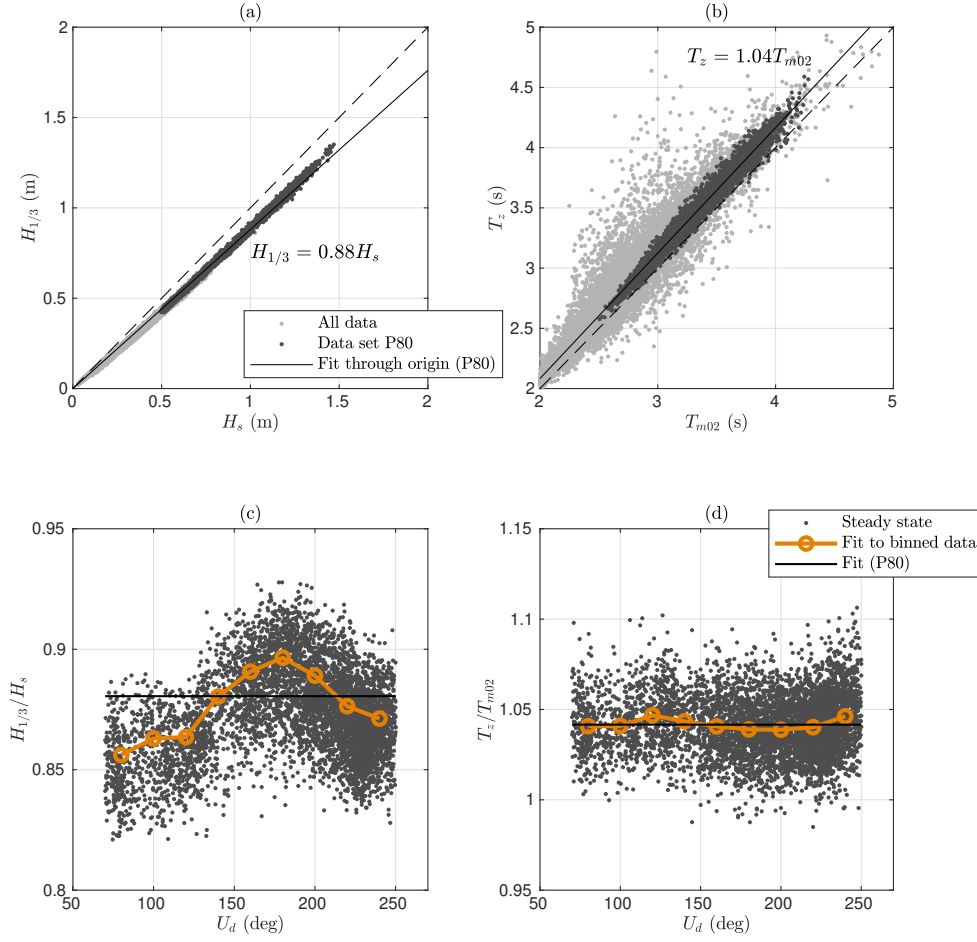 (a)
2
1.5
1
0.5
0
H_{1/3} (m)
H_{1/3} = 0.88H_s
All data
Data set P80
Fit through origin (P80)
0
0.5
1
1.5
2
H_s (m)
(b)
5
4.5
4
3.5
3
2.5
2
T_z (s)
T_z = 1.04T_{m02}
2
3
4
5
T_{m02} (s)
(c)
0.95
0.9
0.85
0.8
H_{1/3}/H_s
50
100
150
200
250
U_d (deg)
(d)
Steady state
Fit to binned data
Fit (P80)
1.15
1.1
1.05
1
0.95
T_z/T_{m02}
50
100
150
200
250
U_d (deg)